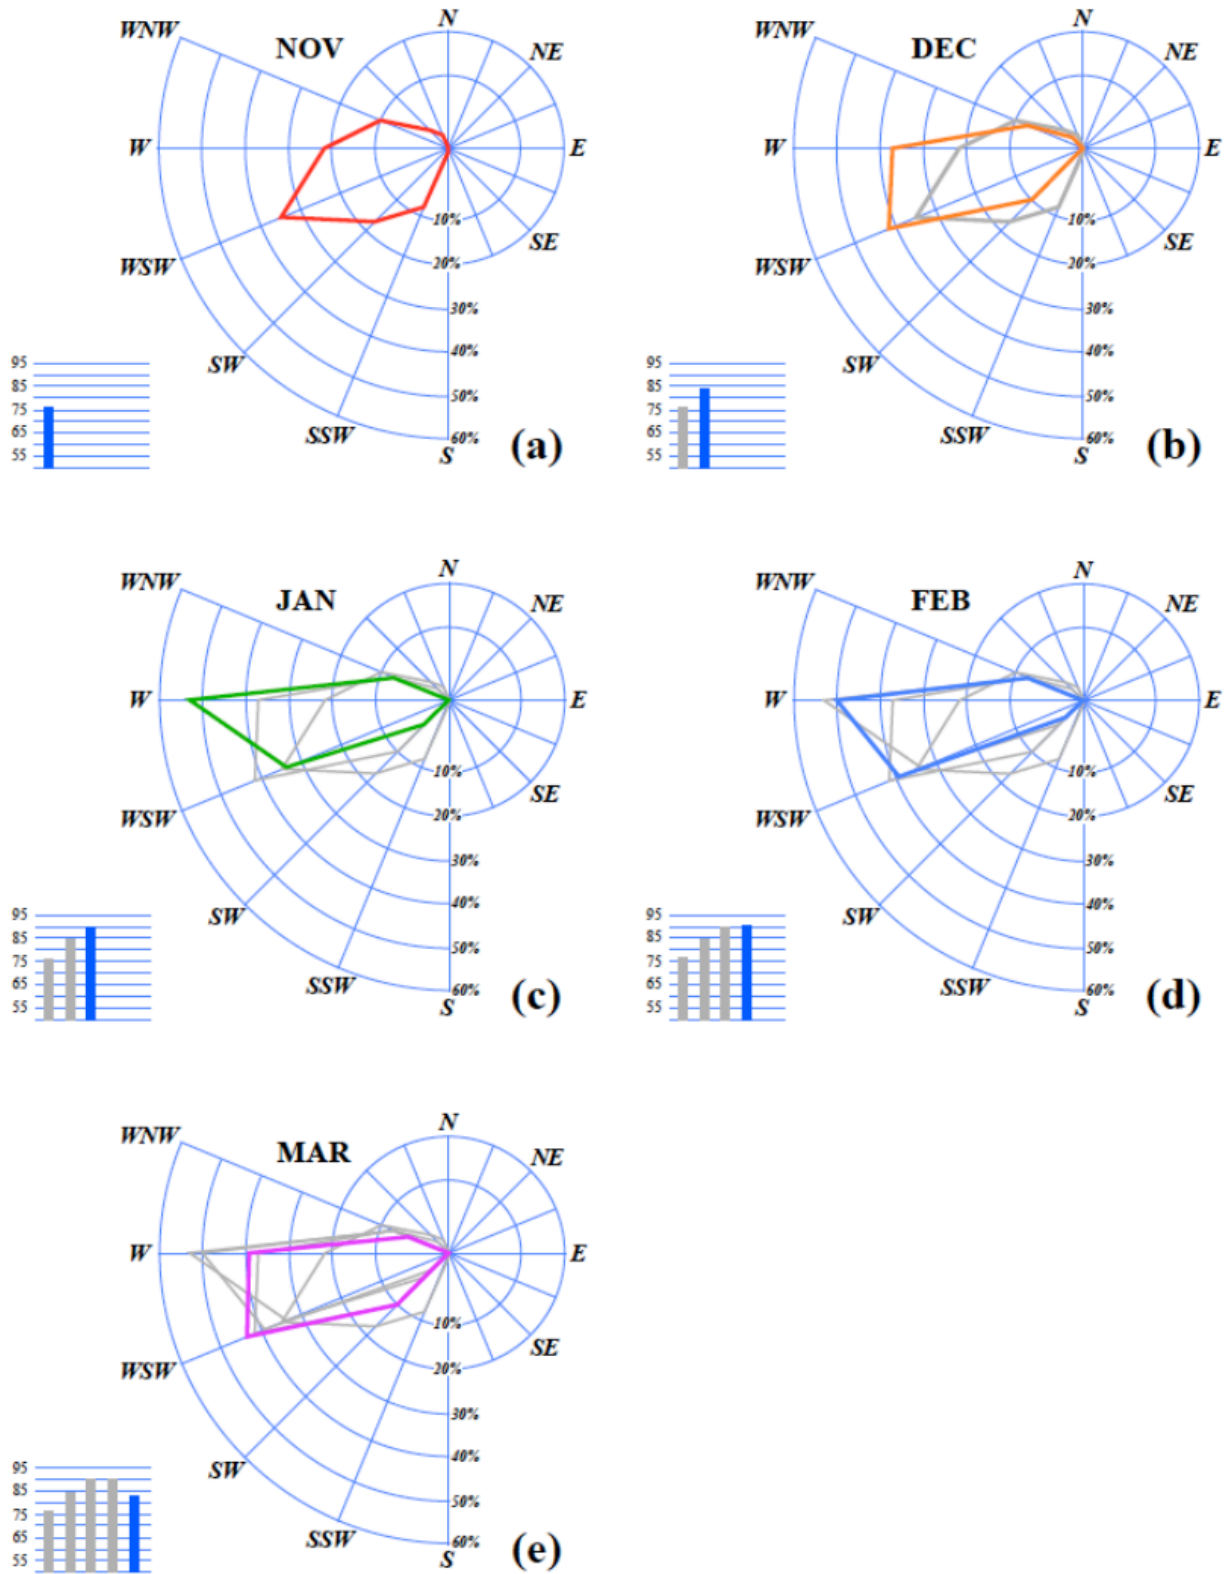 NOV
N
NE
E
SE
S
SSW
SW
WSW
W
WNW
10%
20%
30%
40%
50%
60%
95
85
75
65
55
(a)
DEC
N
NE
E
SE
S
SSW
SW
WSW
W
WNW
10%
20%
30%
40%
50%
60%
95
85
75
65
55
(b)
JAN
N
NE
E
SE
S
SSW
SW
WSW
W
WNW
10%
20%
30%
40%
50%
60%
95
85
75
65
55
(c)
FEB
N
NE
E
SE
S
SSW
SW
WSW
W
WNW
10%
20%
30%
40%
50%
60%
95
85
75
65
55
(d)
MAR
N
NE
E
SE
S
SSW
SW
WSW
W
WNW
10%
20%
30%
40%
50%
60%
95
85
75
65
55
(e)